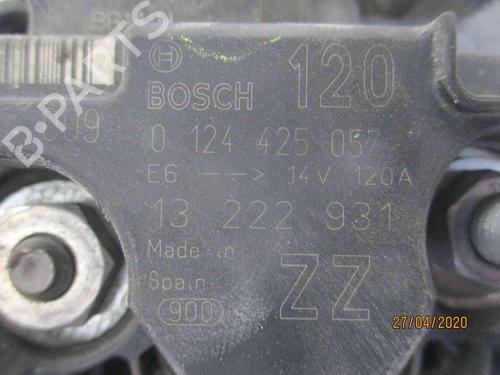 BOSCH 120
0 124 425 057
E6 --> 14V 120A
13 222 931
Made in
Spain
ZZ
900
27/04/2020
B-PARTS